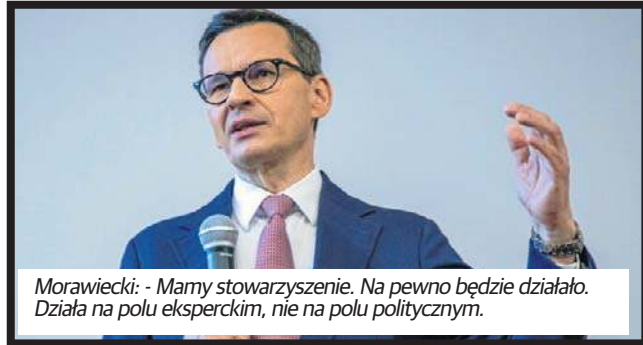 Morawiecki: - Mamy stowarzyszenie. Na pewno będzie działało.
Działa na polu eksperckim, nie na polu politycznym.